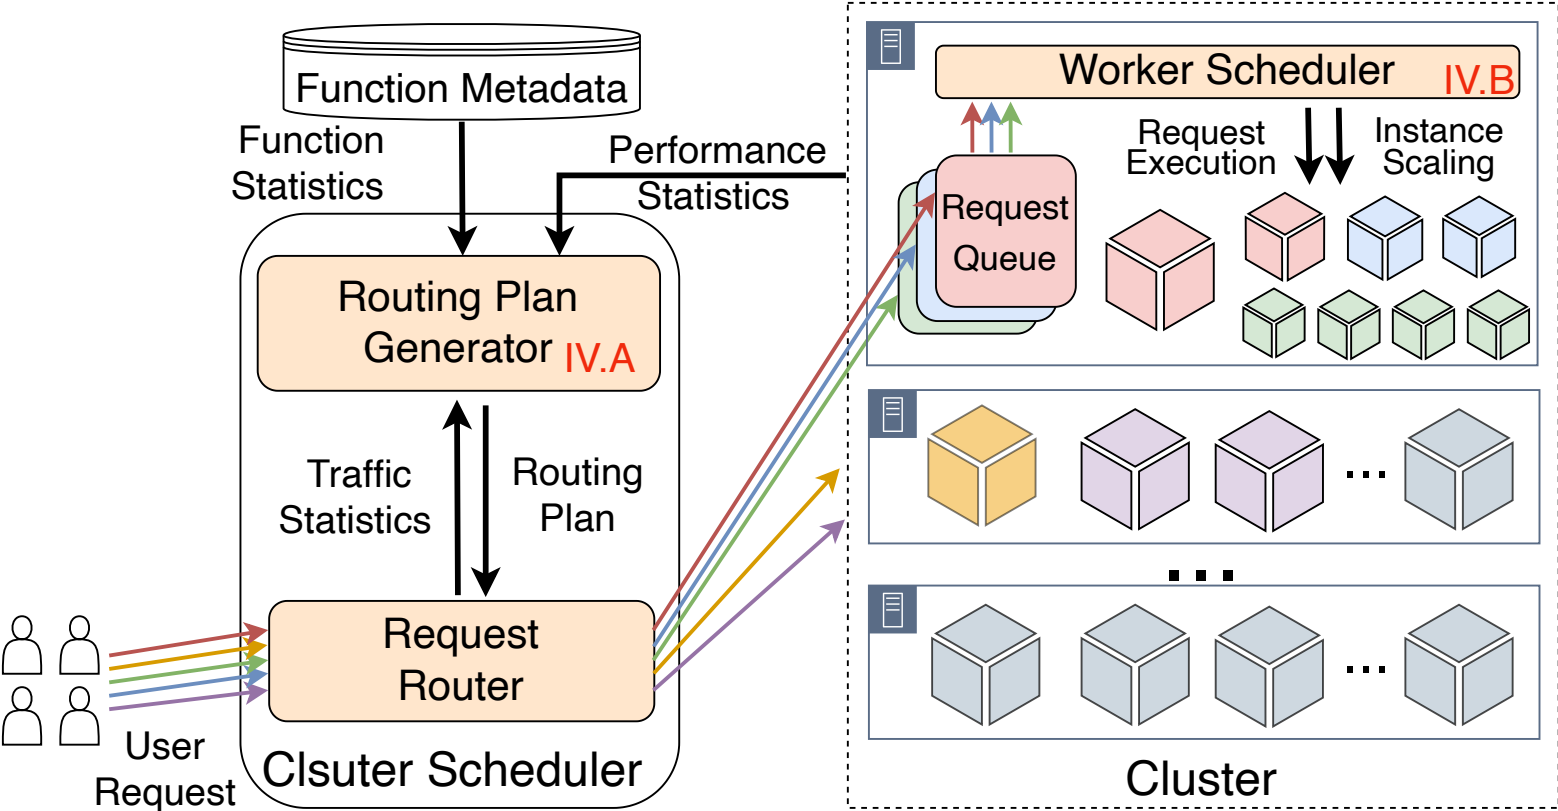 Function Metadata
Function
Statistics
Performance
Statistics
Routing Plan
Generator IV.A
Traffic
Statistics
Routing
Plan
Request
Router
User
Request
Clsuter Scheduler
Worker Scheduler IV.B
Request
Execution
Instance
Scaling
Request
Queue
...
...
...
Cluster